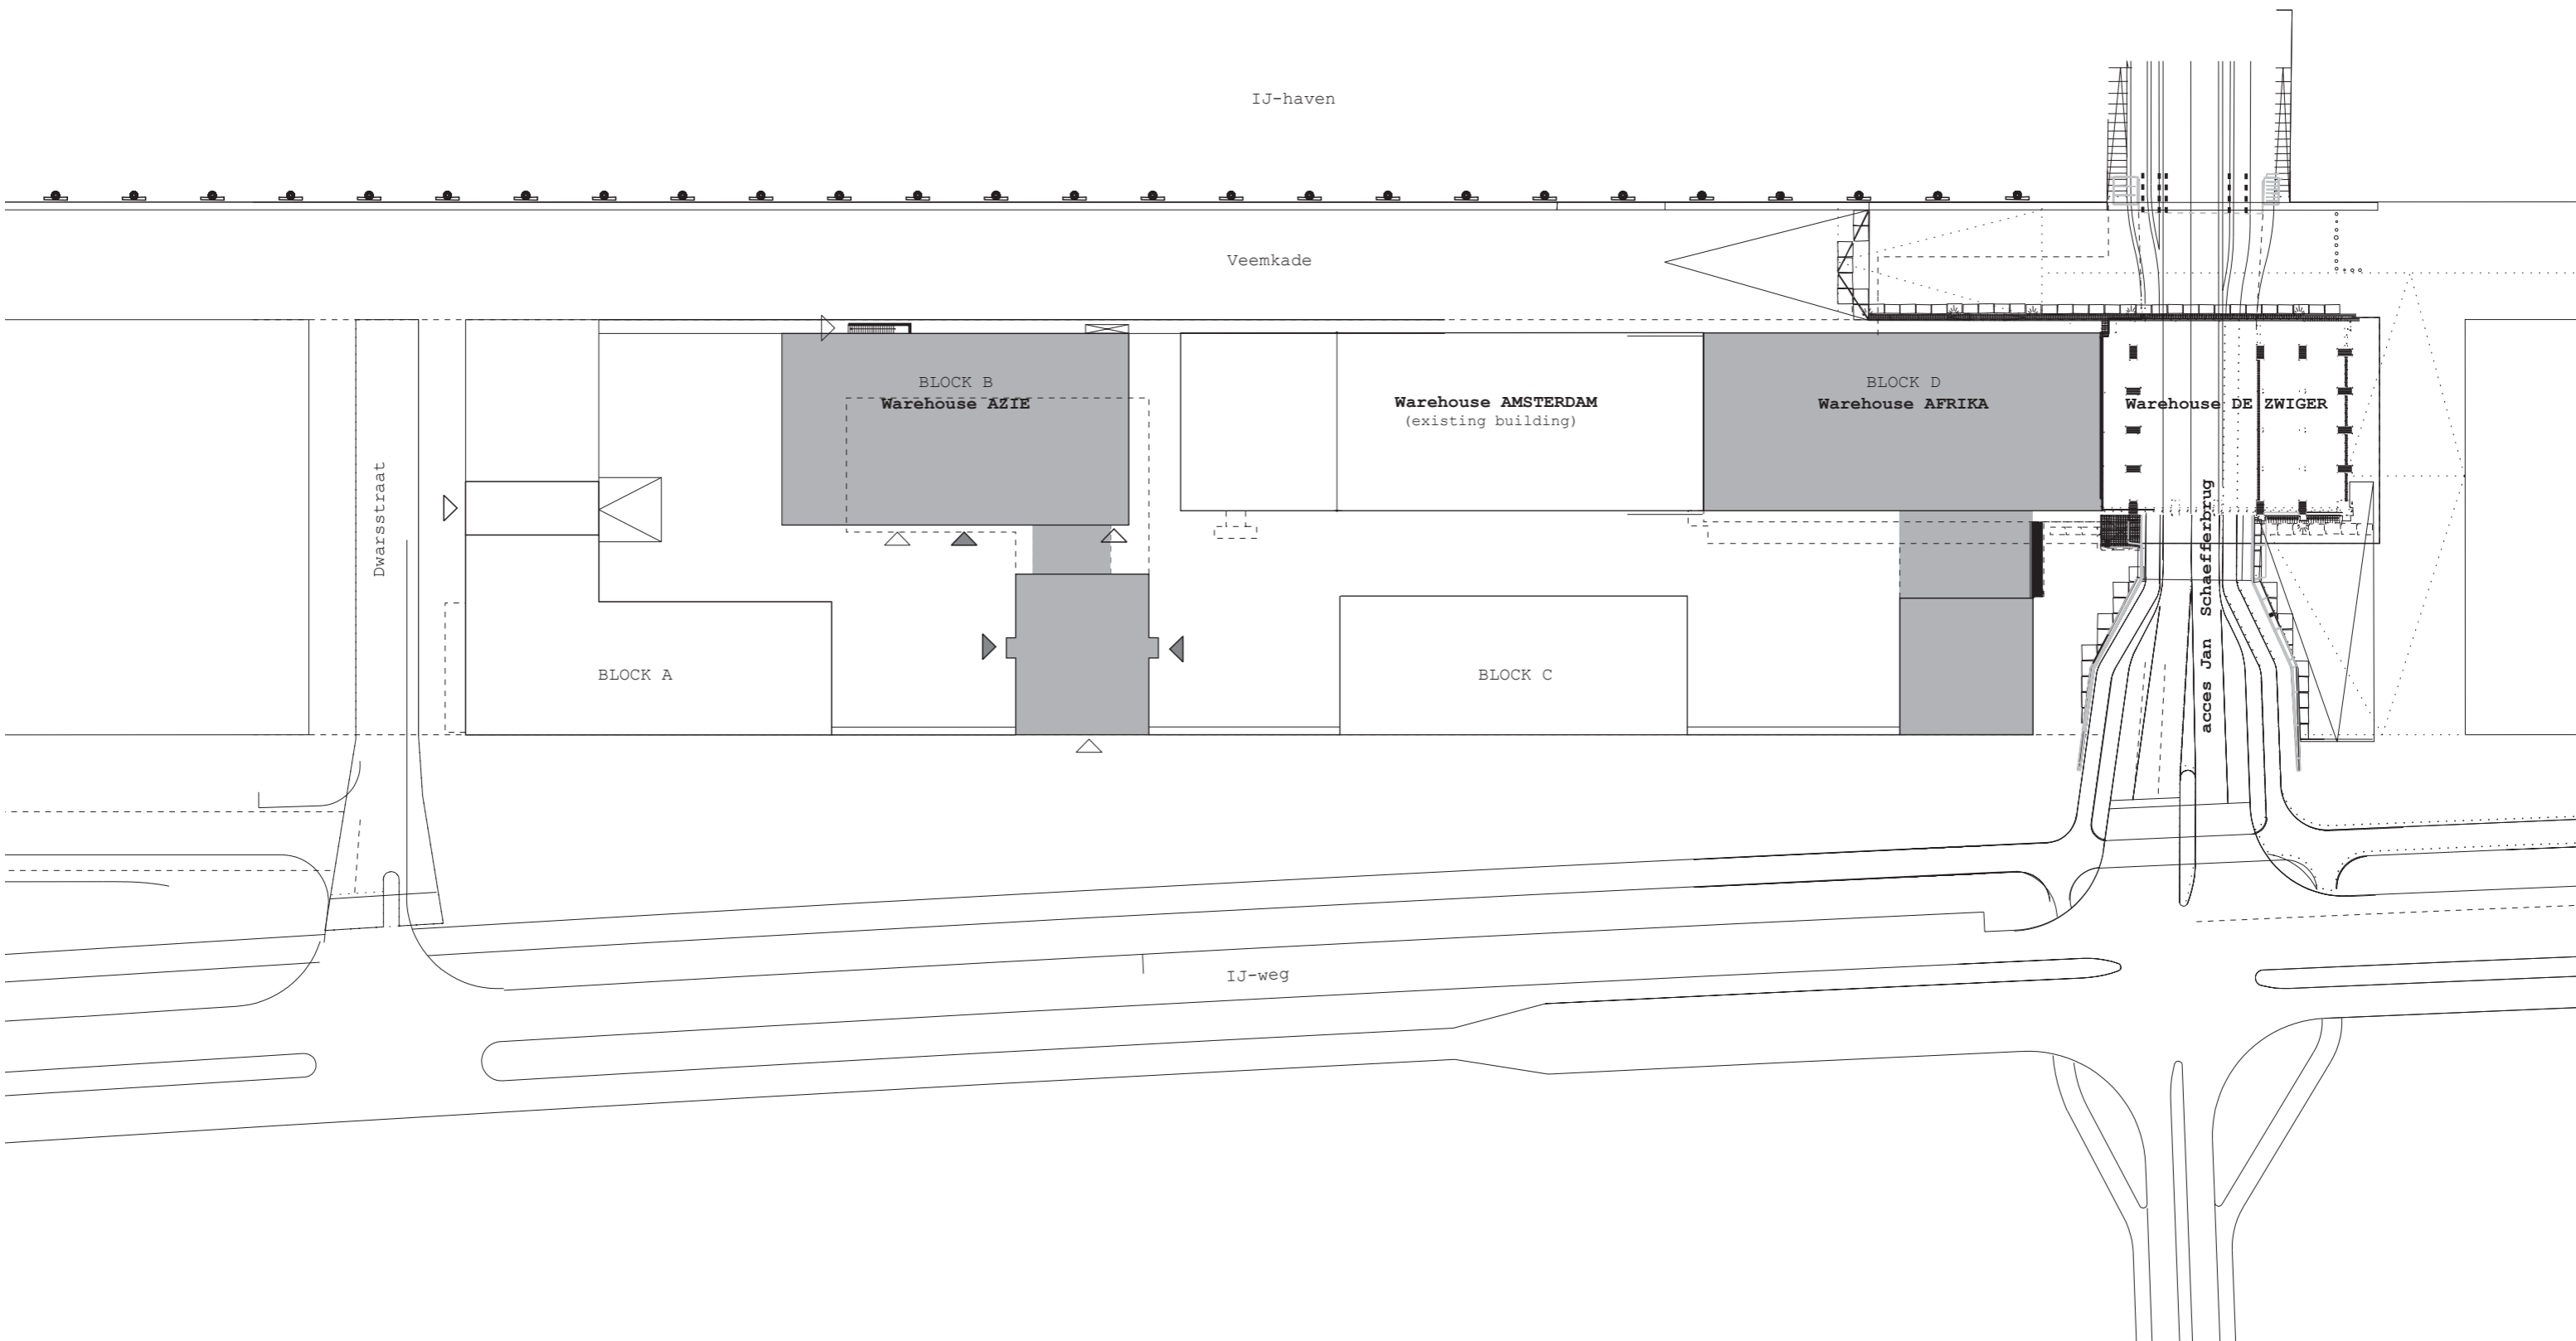 IJ-haven
Veemkade
BLOCK B
Warehouse AZIE
Warehouse AMSTERDAM
(existing building)
BLOCK D
Warehouse AFRIKA
Warehouse DE ZWIGER
Dwarsstraat
acces Jan Schaefferbrug
BLOCK A
BLOCK C
IJ-weg